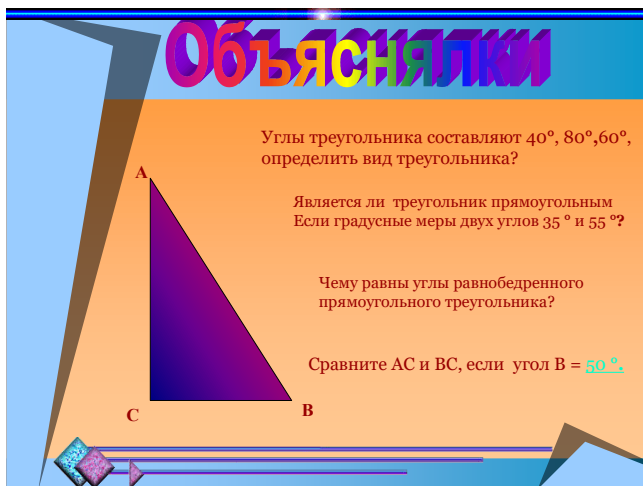 Объяснялки
Углы треугольника составляют 40°, 80°,60°,
определить вид треугольника?
А
Является ли треугольник прямоугольным
Если градусные меры двух углов 35 ° и 55 °?
Чему равны углы равнобедренного
прямоугольного треугольника?
Сравните АС и ВС, если угол В = 50 °.
С
В